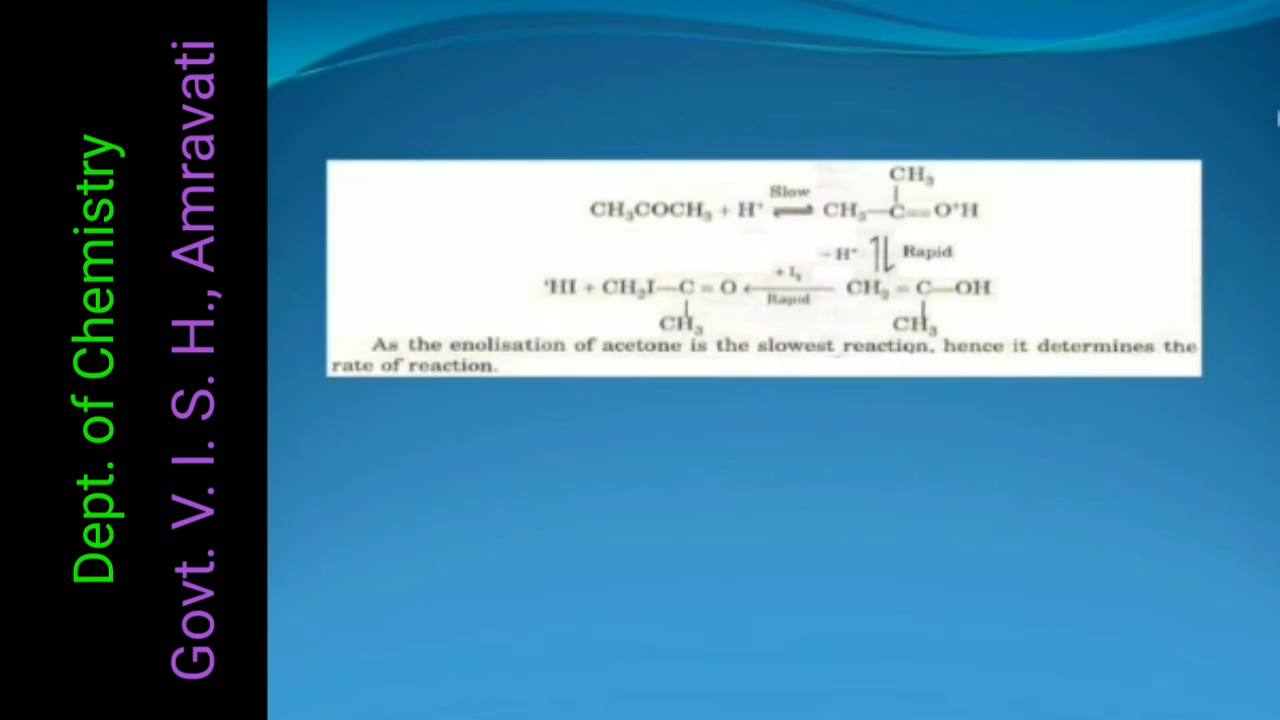 Dept. of Chemistry
Govt. V. I. S. H., Amravati
CH₃
Slow
CH₃COCH₃ + H⁺ ⇌ CH₃—C=O⁺H
– H⁺ ⇌ Rapid
+ I₂
HI + CH₂I—C = O ← CH₂ = C—OH
Rapid
CH₃ CH₃
As the enolisation of acetone is the slowest reaction, hence it determines the
rate of reaction.